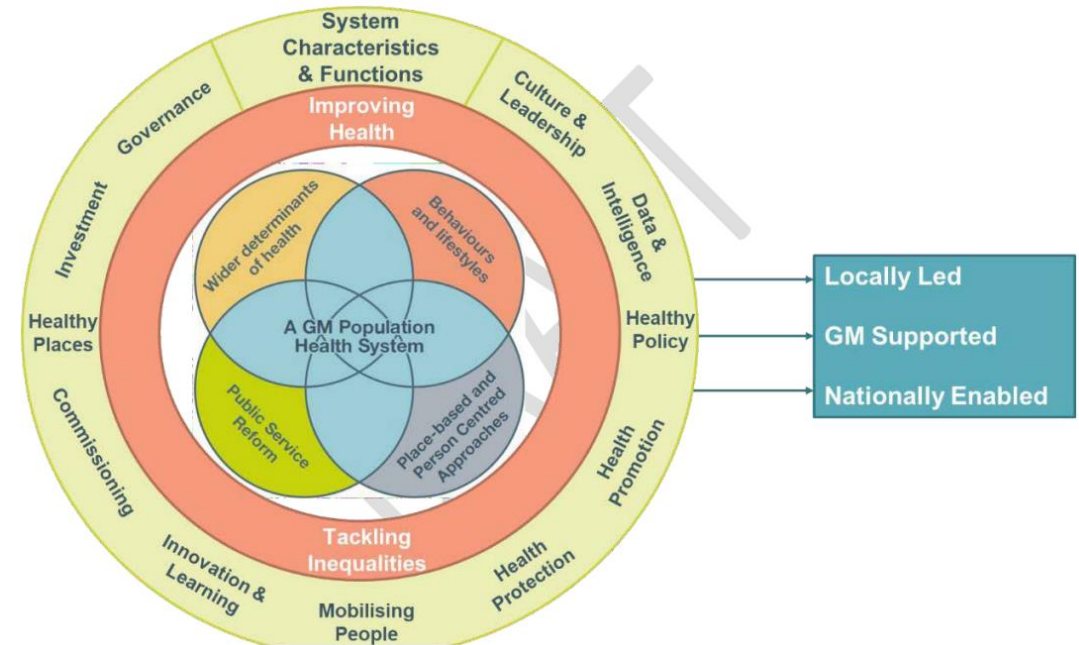 System
Characteristics
& Functions
Culture &
Leadership
Data &
Intelligence
Healthy
Policy
Health
Promotion
Health
Protection
Mobilising
People
Innovation &
Learning
Commissioning
Healthy
Places
Investment
Governance
Improving
Health
Tackling
Inequalities
Wider determinants
of health
Behaviours
and lifestyles
A GM Population
Health System
Public Service
Reform
Place-based and
Person Centred
Approaches
Locally Led
GM Supported
Nationally Enabled